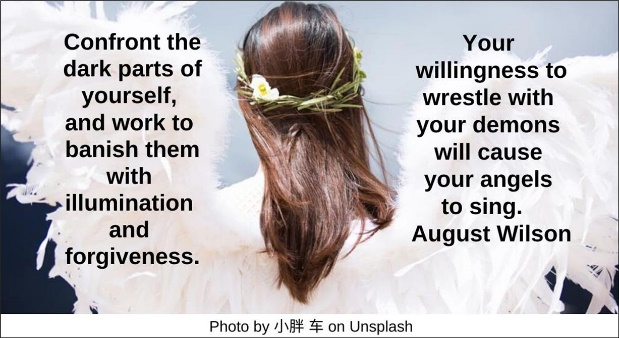 Confront the
dark parts of
yourself,
and work to
banish them
with
illumination
and
forgiveness.
Your
willingness to
wrestle with
your demons
will cause
your angels
to sing.
August Wilson
Photo by 小胖 车 on Unsplash